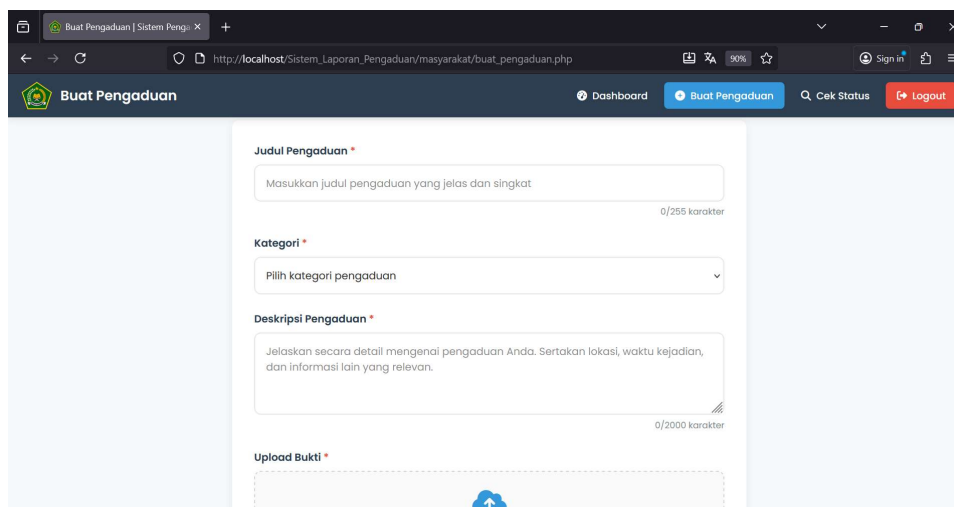 Buat Pengaduan | Sistem Penga
http://localhost/Sistem_Laporan_Pengaduan/masyarakat/buat_pengaduan.php
90%
Sign in
Buat Pengaduan
Dashboard
Buat Pengaduan
Cek Status
Logout
Judul Pengaduan *
Masukkan judul pengaduan yang jelas dan singkat
0/255 karakter
Kategori *
Pilih kategori pengaduan
Deskripsi Pengaduan *
Jelaskan secara detail mengenai pengaduan Anda. Sertakan lokasi, waktu kejadian,
dan informasi lain yang relevan.
0/2000 karakter
Upload Bukti *